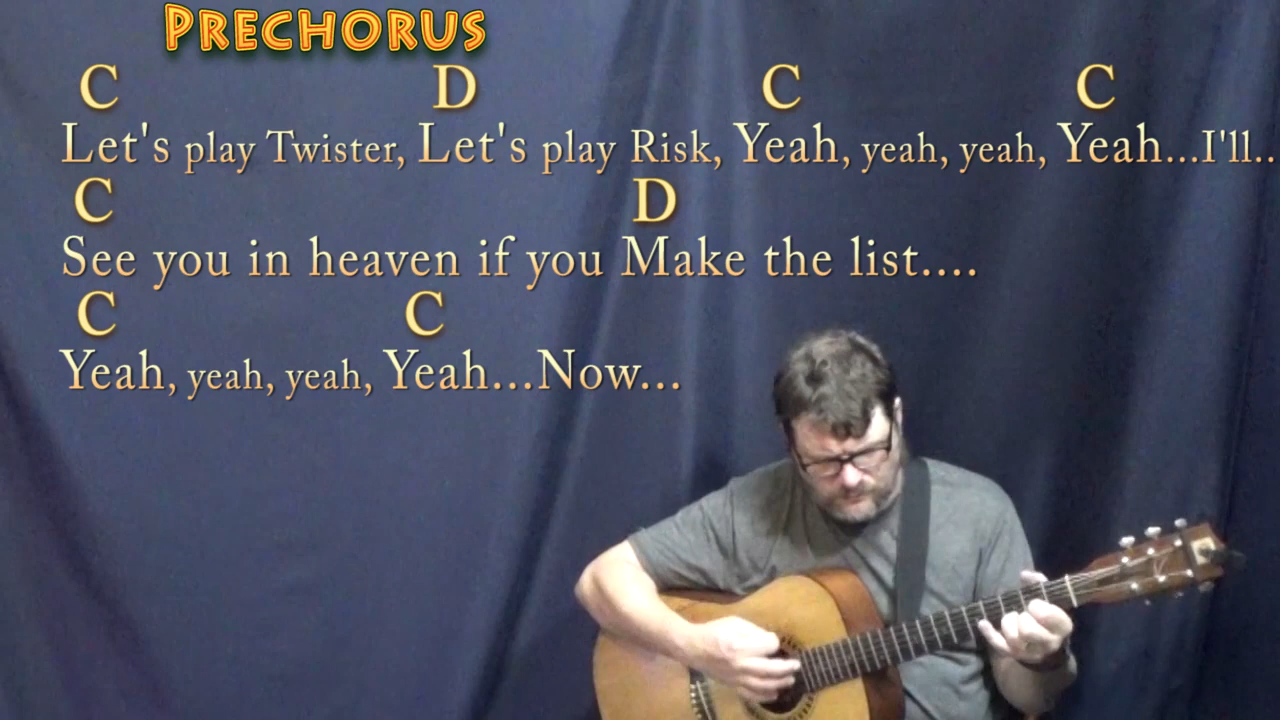 PRECHORUS
C D C C
Let's play Twister, Let's play Risk, Yeah, yeah, yeah, Yeah...I'll..
C D
See you in heaven if you Make the list....
C C
Yeah, yeah, yeah, Yeah...Now...